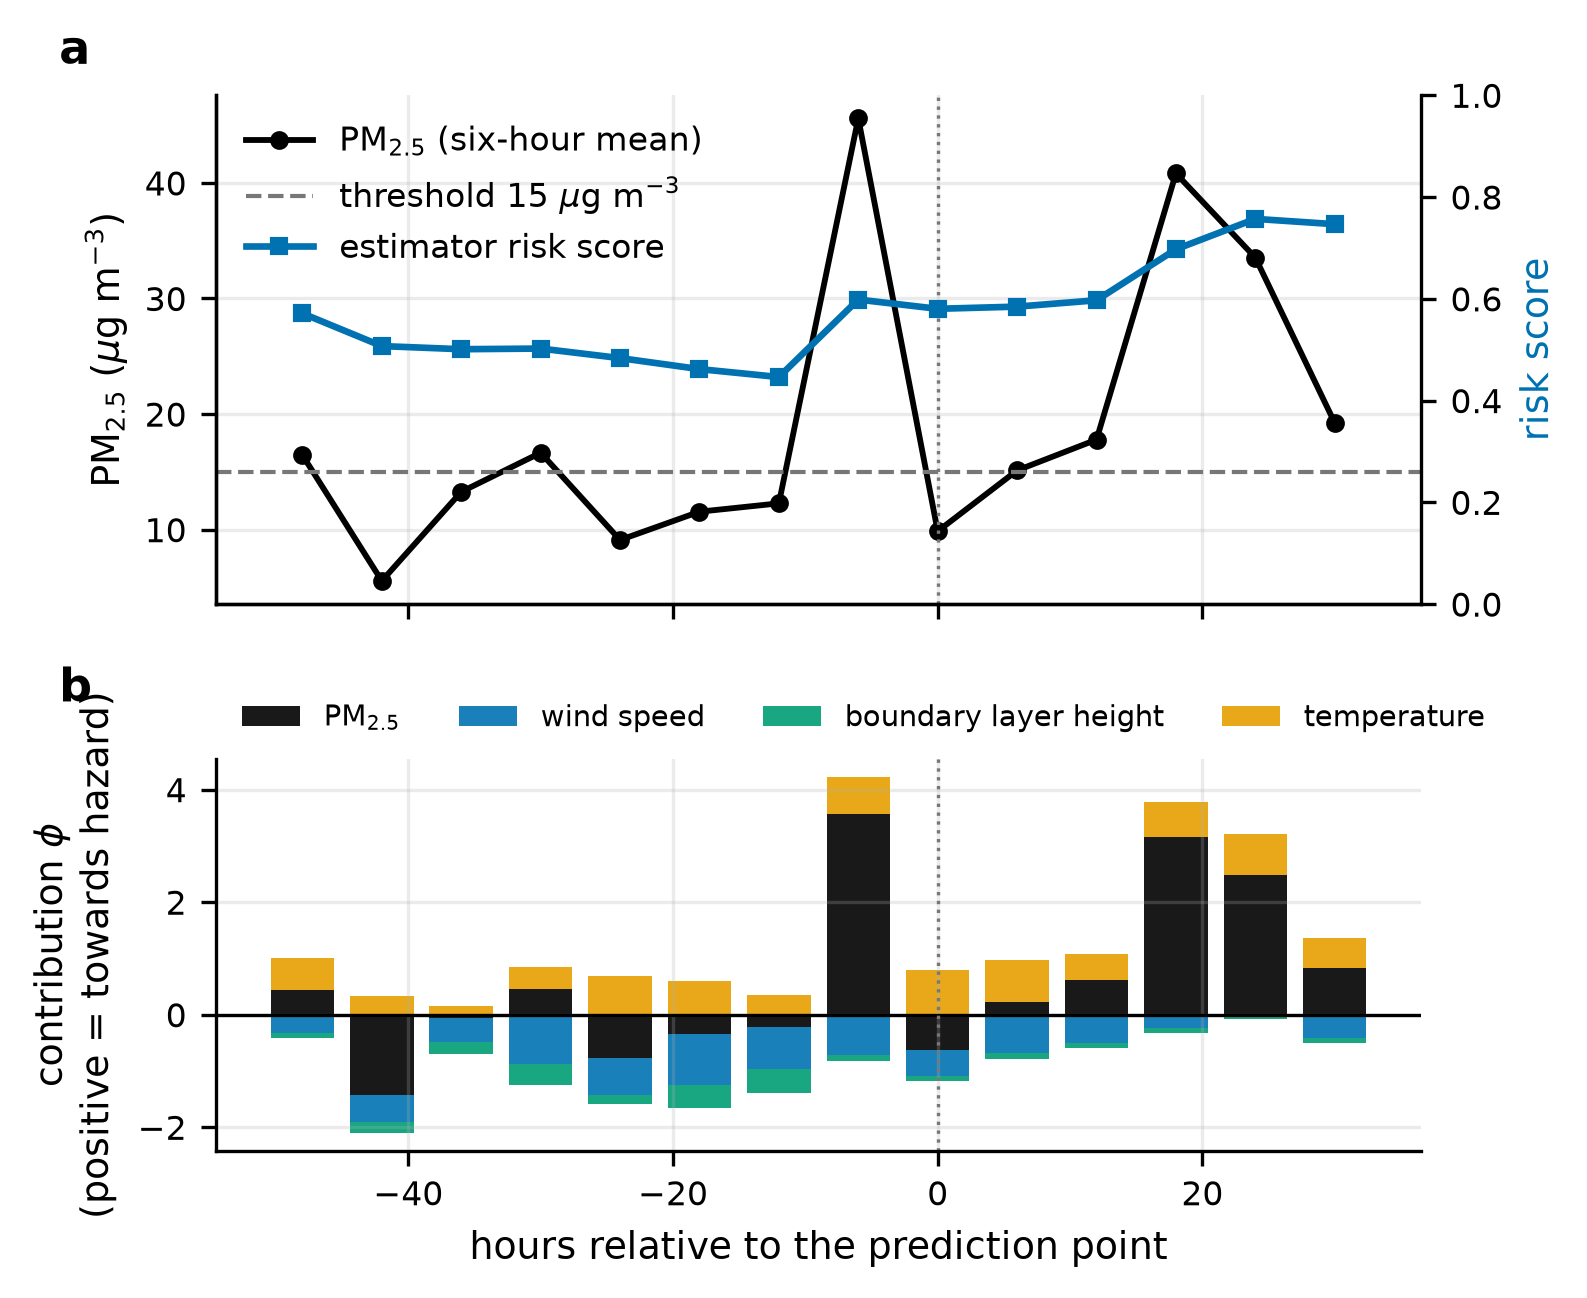 a
PM₂.₅ (six-hour mean)
threshold 15 μg m⁻³
estimator risk score
PM₂.₅ (μg m⁻³)
40
30
20
10
1.0
0.8
0.6
0.4
0.2
0.0
risk score
b
PM₂.₅ wind speed boundary layer height temperature
contribution ϕ
(positive = towards hazard)
4
2
0
−2
−40 −20 0 20
hours relative to the prediction point